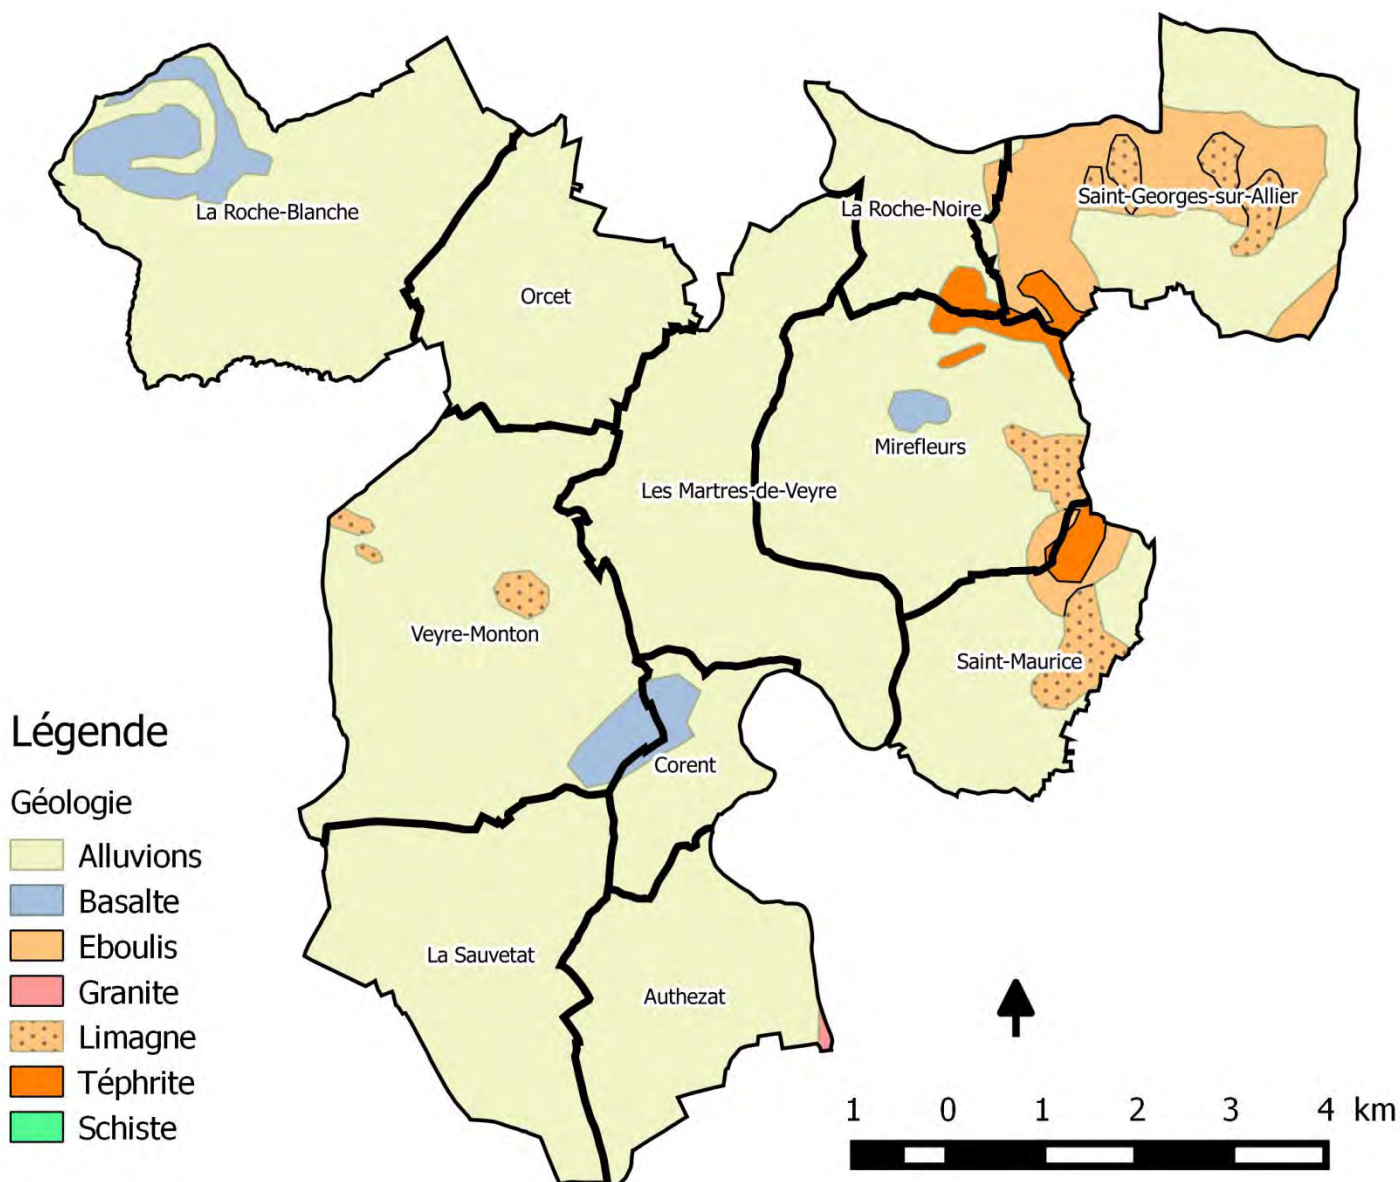 La Roche-Blanche
La Roche-Noire
Saint-Georges-sur-Allier
Orcet
Mirefleurs
Les Martres-de-Veyre
Veyre-Monton
Saint-Maurice
Corent
La Sauvetat
Authezat
Légende
Géologie
Alluvions
Basalte
Eboulis
Granite
Limagne
Téphrite
Schiste
1 0 1 2 3 4 km